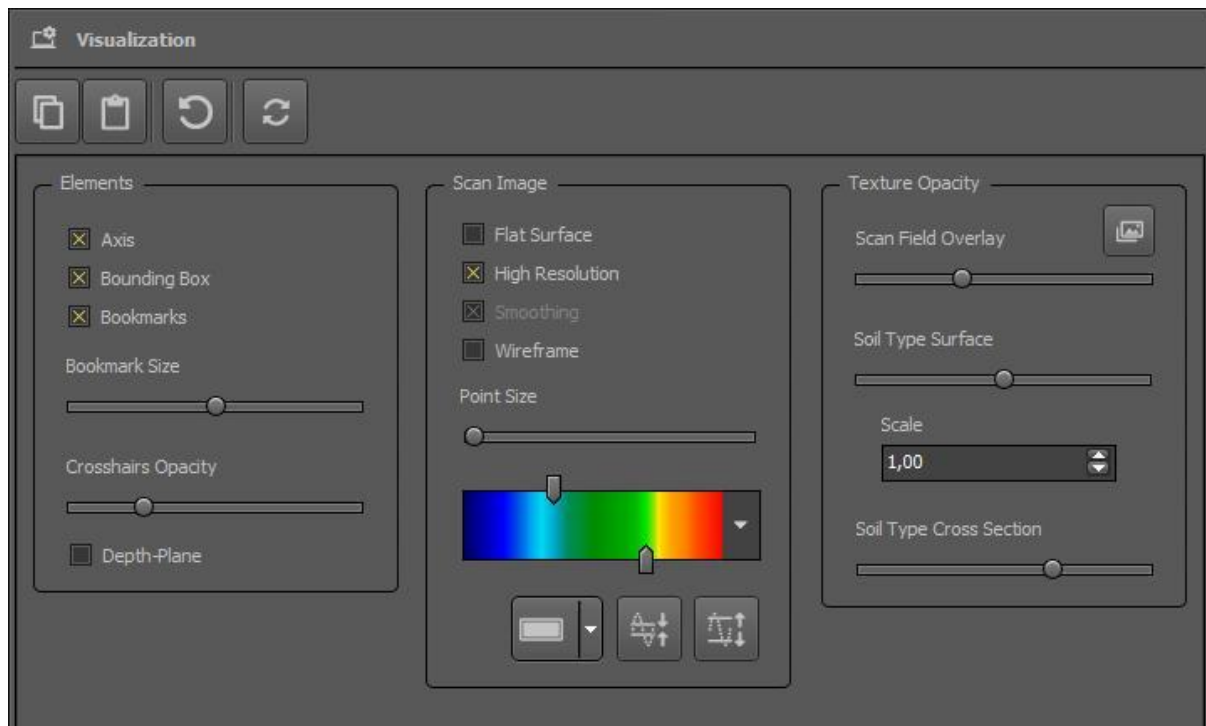 Visualization
Elements
Axis
Bounding Box
Bookmarks
Bookmark Size
Crosshairs Opacity
Depth-Plane
Scan Image
Flat Surface
High Resolution
Smoothing
Wireframe
Point Size
Texture Opacity
Scan Field Overlay
Soil Type Surface
Scale
1,00
Soil Type Cross Section